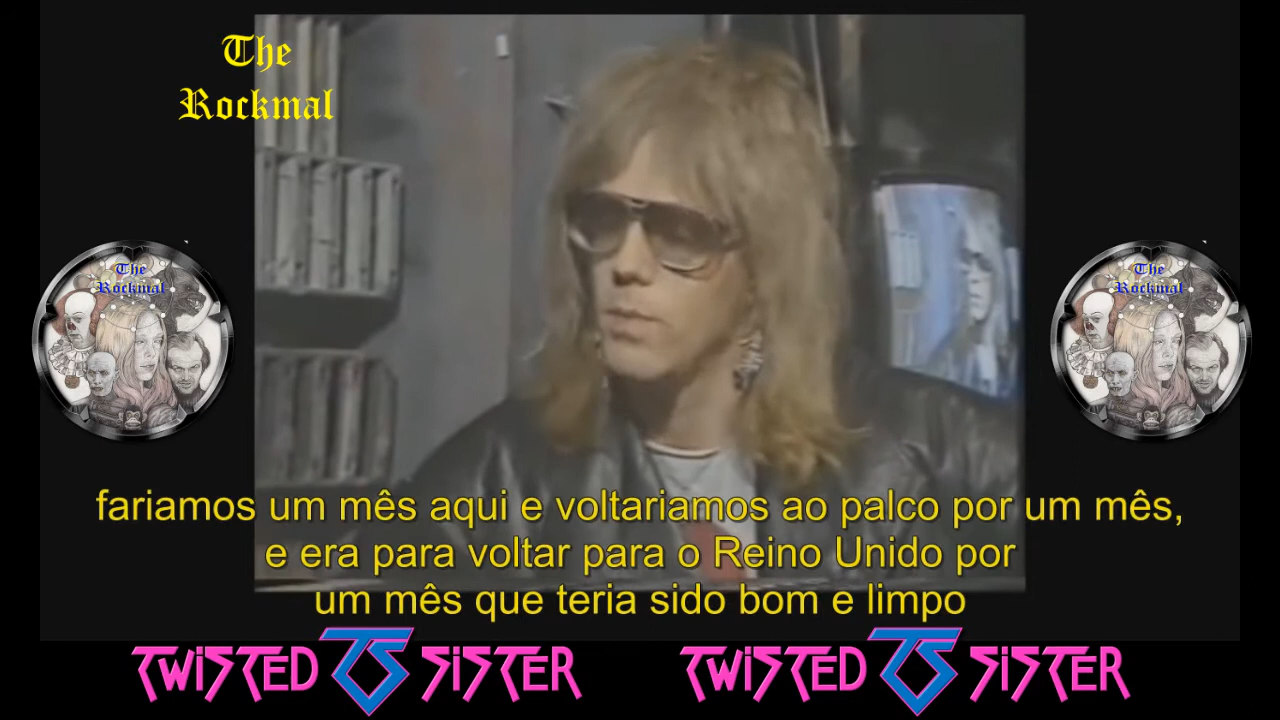 The
Rockmal
The
Rockmal
The
Rockmal
fariamos um mês aqui e voltariamos ao palco por um mês,
e era para voltar para o Reino Unido por
um mês que teria sido bom e limpo
TWiSTED TS SiSTER
TWiSTED TS SiSTER